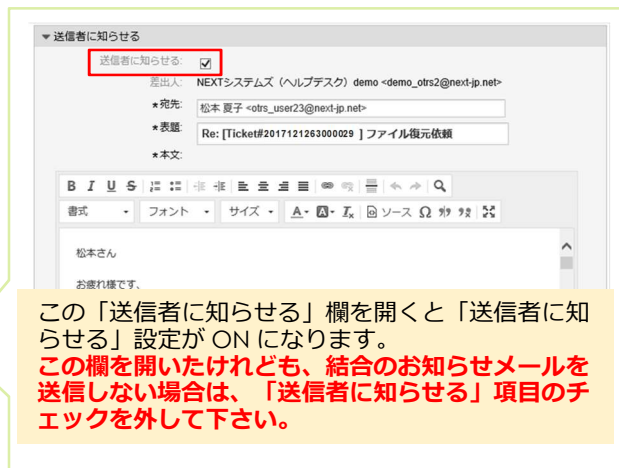 ▼送信者に知らせる
送信者に知らせる:
差出人: NEXTシステムズ（ヘルプデスク）demo <demo_otrs2@next-jp.net>
★宛先: 松本 夏子 <otrs_user23@next-jp.net>
★表題: Re: [Ticket#2017121263000029 ] ファイル復元依頼
★本文:
B I U S
書式 フォント サイズ A A Ix ソース Ω
松本さん
お疲れ様です、
この「送信者に知らせる」欄を開くと「送信者に知
らせる」設定が ON になります。
この欄を開いたけれども、結合のお知らせメールを
送信しない場合は、「送信者に知らせる」項目のチ
ェックを外して下さい。